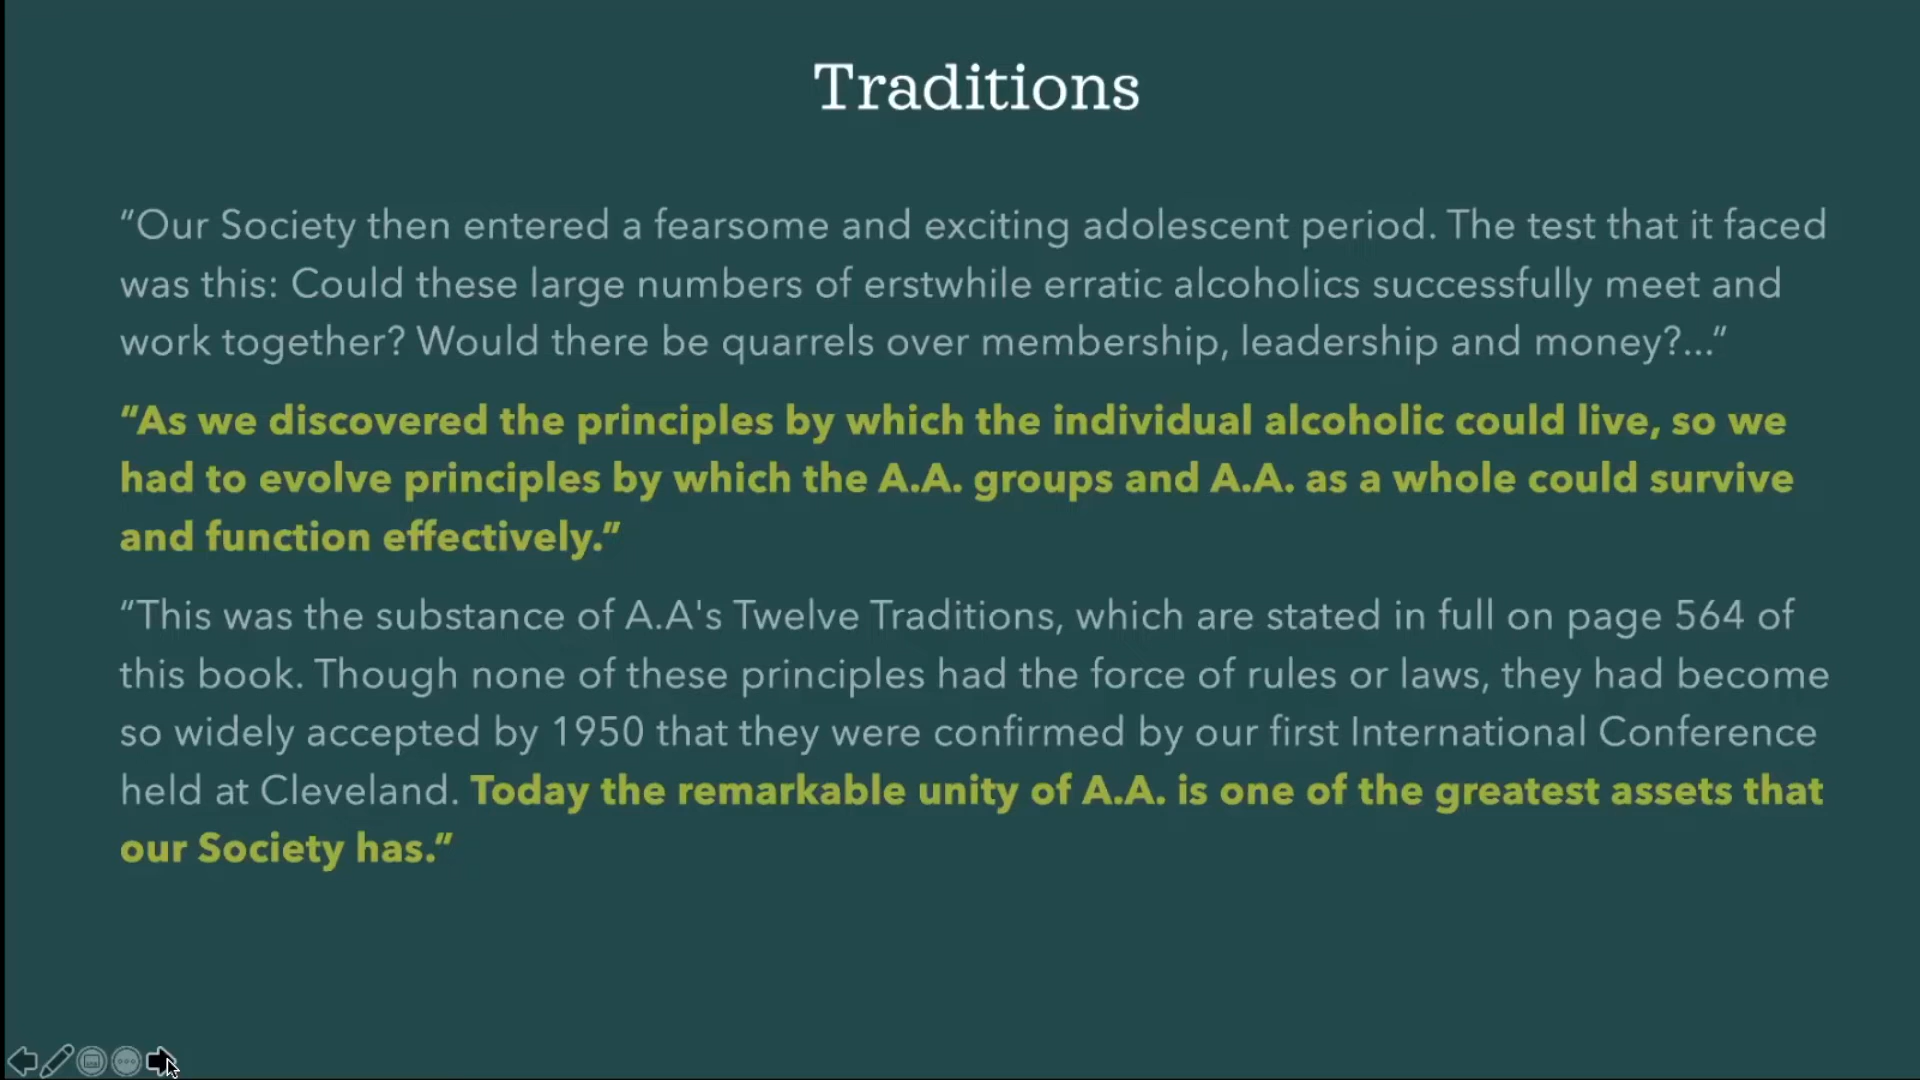 Traditions
“Our Society then entered a fearsome and exciting adolescent period. The test that it faced
was this: Could these large numbers of erstwhile erratic alcoholics successfully meet and
work together? Would there be quarrels over membership, leadership and money?...”
“As we discovered the principles by which the individual alcoholic could live, so we
had to evolve principles by which the A.A. groups and A.A. as a whole could survive
and function effectively.”
“This was the substance of A.A's Twelve Traditions, which are stated in full on page 564 of
this book. Though none of these principles had the force of rules or laws, they had become
so widely accepted by 1950 that they were confirmed by our first International Conference
held at Cleveland. Today the remarkable unity of A.A. is one of the greatest assets that
our Society has.”